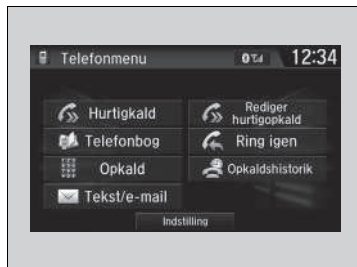 Telefonmenu 12:34
Hurtigkald
Rediger
hurtigopkald
Telefonbog
Ring igen
Opkald
Opkaldshistorik
Tekst/e-mail
Indstilling